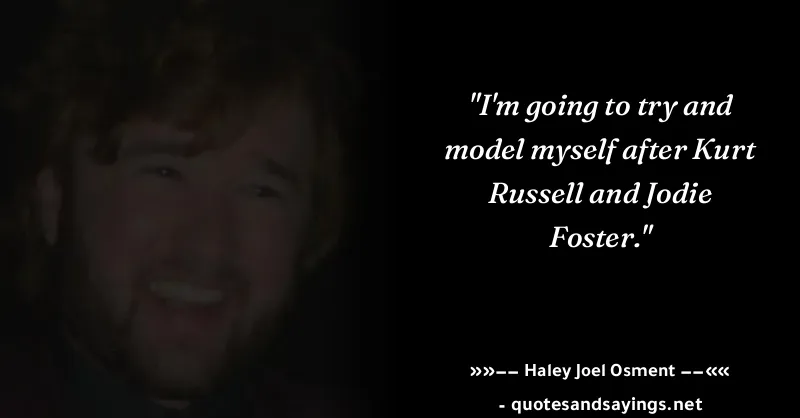 "I'm going to try and
model myself after Kurt
Russell and Jodie
Foster."
»»−− Haley Joel Osment −−««
- quotesandsayings.net